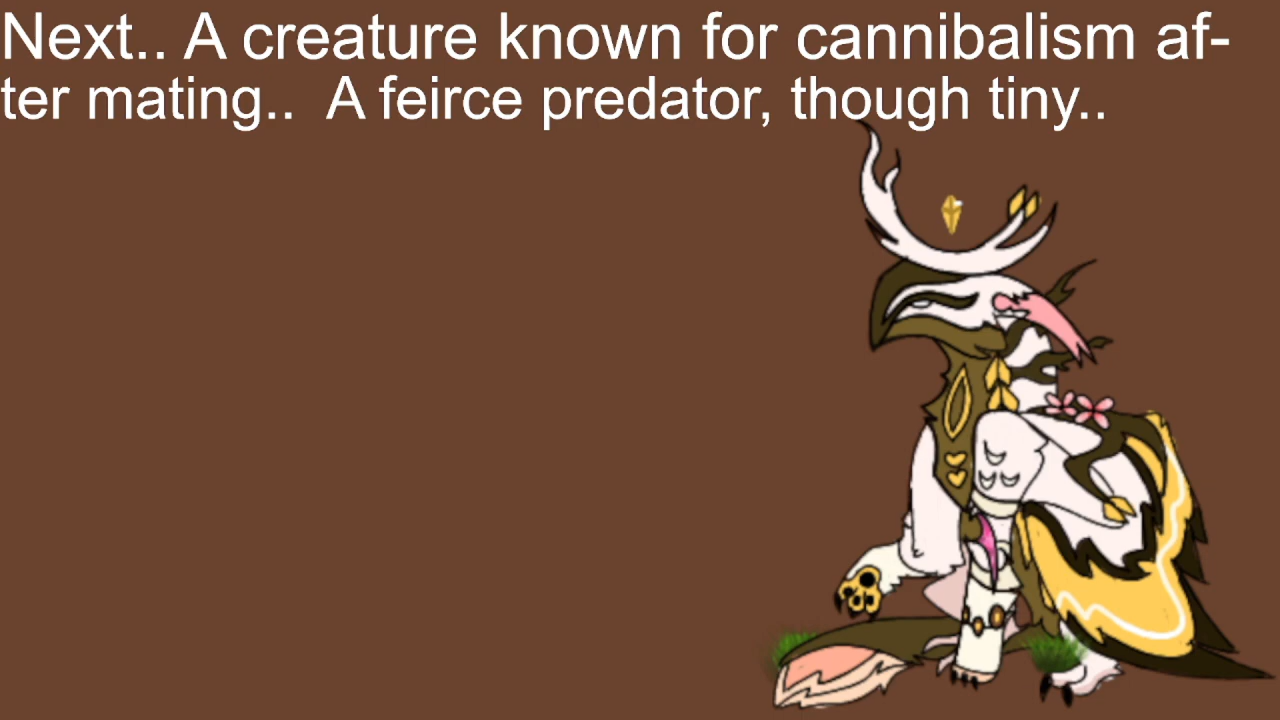 Next.. A creature known for cannibalism af-
ter mating..  A feirce predator, though tiny..